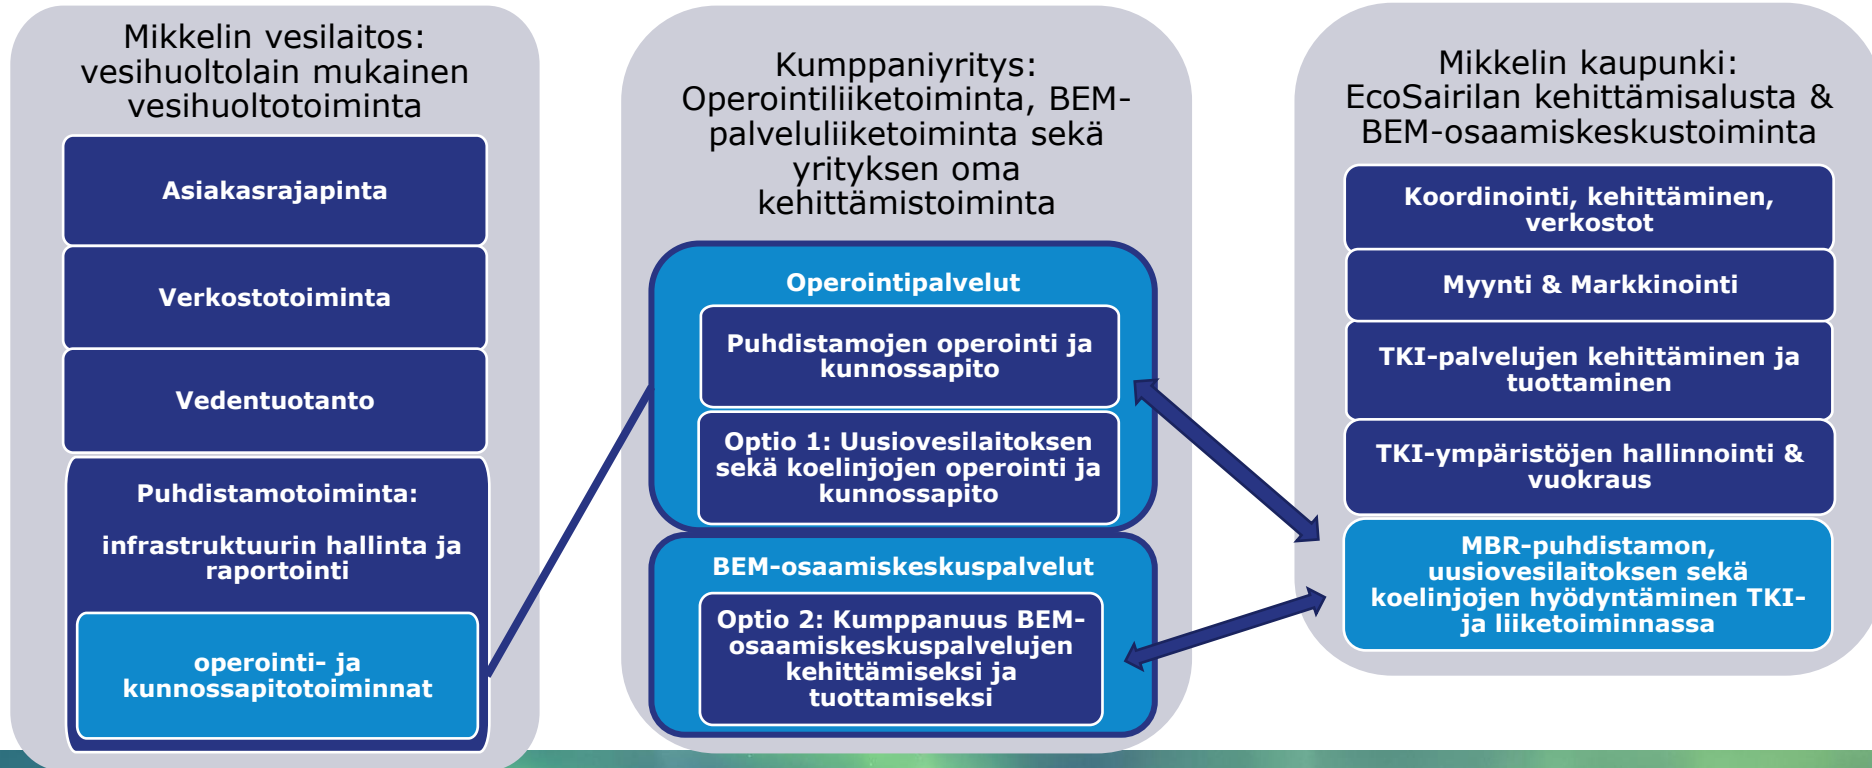 Mikkelin vesilaitos:
vesihuoltolain mukainen
vesihuoltotoiminta
Asiakasrajapinta
Verkostotoiminta
Vedentuotanto
Puhdistamotoiminta:
infrastruktuurin hallinta ja
raportointi
operointi- ja
kunnossapitotoiminnat
Kumppaniyritys:
Operointiliiketoiminta, BEM-
palveluliiketoiminta sekä
yrityksen oma
kehittämistoiminta
Operointipalvelut
Puhdistamojen operointi ja
kunnossapito
Optio 1: Uusiovesilaitoksen
sekä koelinjojen operointi ja
kunnossapito
BEM-osaamiskeskuspalvelut
Optio 2: Kumppanuus BEM-
osaamiskeskuspalvelujen
kehittämiseksi ja
tuottamiseksi
Mikkelin kaupunki:
EcoSairilan kehittämisalusta &
BEM-osaamiskeskustoiminta
Koordinointi, kehittäminen,
verkostot
Myynti & Markkinointi
TKI-palvelujen kehittäminen ja
tuottaminen
TKI-ympäristöjen hallinnointi &
vuokraus
MBR-puhdistamon,
uusiovesilaitoksen sekä
koelinjojen hyödyntäminen TKI-
ja liiketoiminnassa